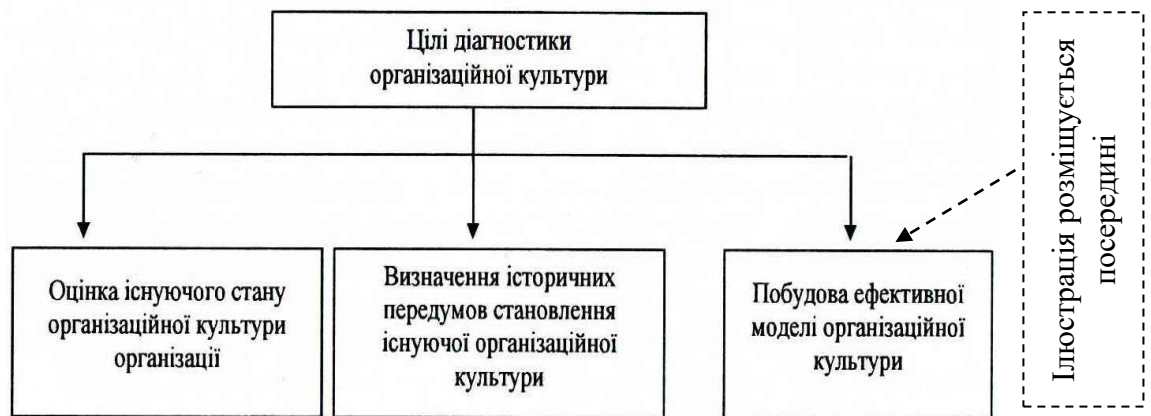 Цілі діагностики
організаційної культури
Оцінка існуючого стану
організаційної культури
організації
Визначення історичних
передумов становлення
існуючої організаційної
культури
Побудова ефективної
моделі організаційної
культури
Ілюстрація розміщується
посередині